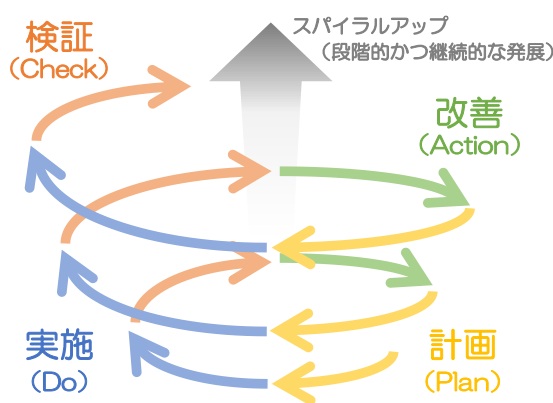 検証
（Check）
スパイラルアップ
（段階的かつ継続的な発展）
改善
（Action）
実施
（Do）
計画
（Plan）